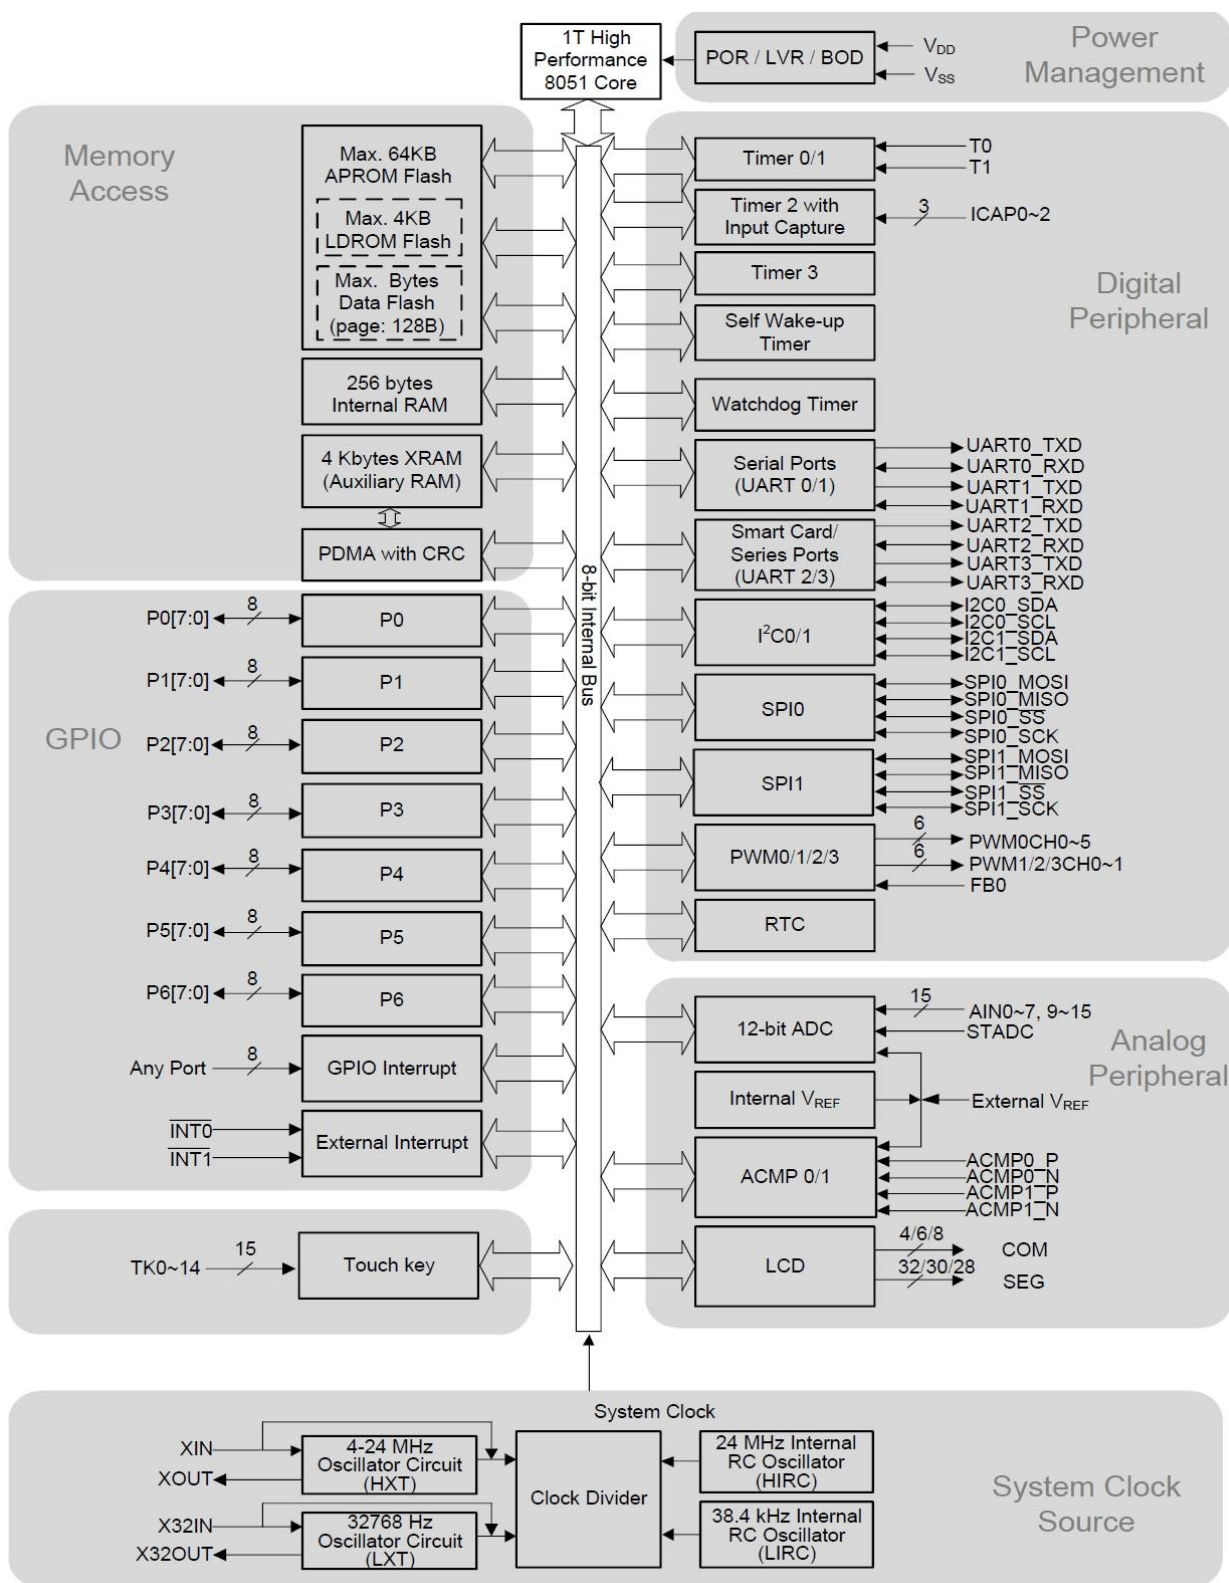 1T High
Performance
8051 Core
POR / LVR / BOD
VDD
VSS
Power
Management
Memory
Access
Max. 64KB
APROM Flash
Max. 4KB
LDROM Flash
Max. Bytes
Data Flash
(page: 128B)
256 bytes
Internal RAM
4 Kbytes XRAM
(Auxiliary RAM)
PDMA with CRC
GPIO
P0[7:0]
8
P0
P1[7:0]
8
P1
P2[7:0]
8
P2
P3[7:0]
8
P3
P4[7:0]
8
P4
P5[7:0]
8
P5
P6[7:0]
8
P6
Any Port
8
GPIO Interrupt
INT0
INT1
External Interrupt
TK0~14
15
Touch key
8-bit Internal Bus
Digital
Peripheral
Timer 0/1
T0
T1
Timer 2 with
Input Capture
3
ICAP0~2
Timer 3
Self Wake-up
Timer
Watchdog Timer
Serial Ports
(UART 0/1)
UART0_TXD
UART0_RXD
UART1_TXD
UART1_RXD
Smart Card/
Series Ports
(UART 2/3)
UART2_TXD
UART2_RXD
UART3_TXD
UART3_RXD
I²C0/1
I2C0_SDA
I2C0_SCL
I2C1_SDA
I2C1_SCL
SPI0
SPI0_MOSI
SPI0_MISO
SPI0_SS
SPI0_SCK
SPI1
SPI1_MOSI
SPI1_MISO
SPI1_SS
SPI1_SCK
PWM0/1/2/3
6
PWM0CH0~5
6
PWM1/2/3CH0~1
FB0
RTC
Analog
Peripheral
12-bit ADC
15
AIN0~7, 9~15
STADC
Internal VREF
External VREF
ACMP 0/1
ACMP0_P
ACMP0_N
ACMP1_P
ACMP1_N
LCD
4/6/8
COM
32/30/28
SEG
System Clock
XIN
XOUT
4-24 MHz
Oscillator Circuit
(HXT)
X32IN
X32OUT
32768 Hz
Oscillator Circuit
(LXT)
Clock Divider
24 MHz Internal
RC Oscillator
(HIRC)
38.4 kHz Internal
RC Oscillator
(LIRC)
System Clock
Source